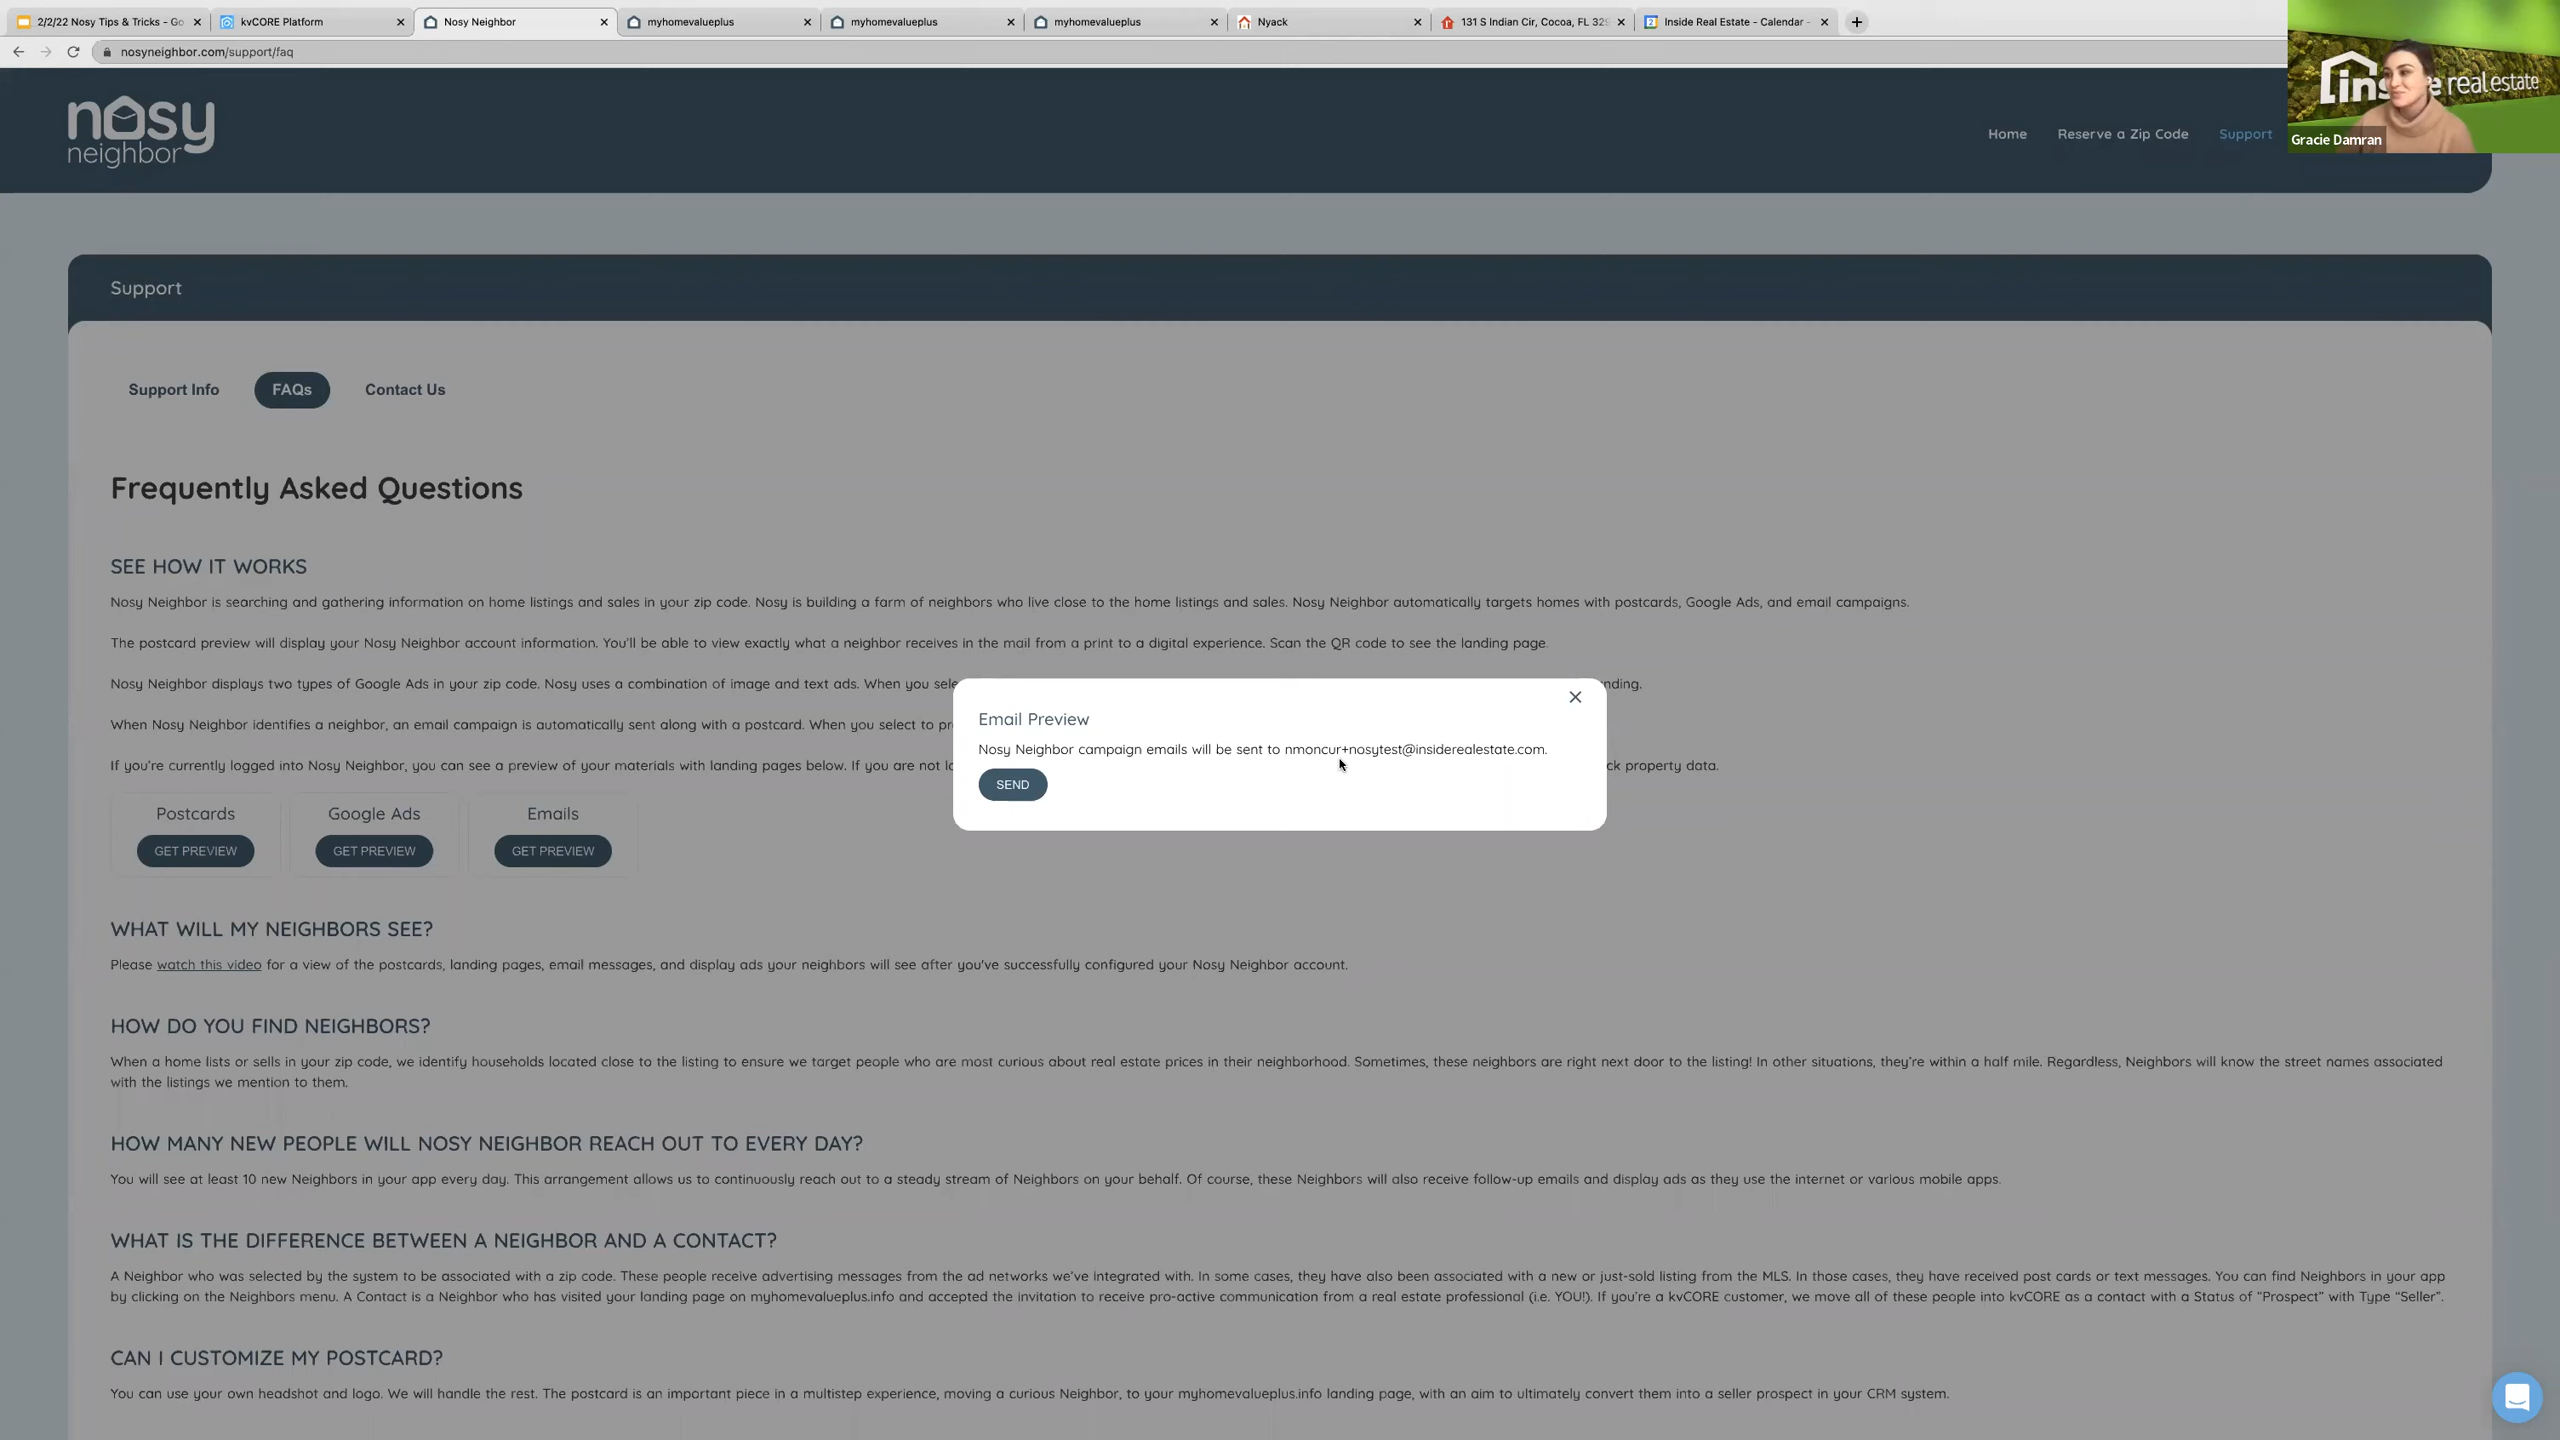 2/2/22 Nosy Tips & Tricks - Go
kvCORE Platform
Nosy Neighbor
myhomevalueplus
myhomevalueplus
myhomevalueplus
Nyack
131 S Indian Cir, Cocoa, FL 329
Inside Real Estate - Calendar -
nosyneighbor.com/support/faq
nosy
neighbor
Home
Reserve a Zip Code
Support
real estate
Gracie Damran
Support
Support Info
FAQs
Contact Us
Frequently Asked Questions
SEE HOW IT WORKS
Nosy Neighbor is searching and gathering information on home listings and sales in your zip code. Nosy is building a farm of neighbors who live close to the home listings and sales. Nosy Neighbor automatically targets homes with postcards, Google Ads, and email campaigns.
The postcard preview will display your Nosy Neighbor account information. You'll be able to view exactly what a neighbor receives in the mail from a print to a digital experience. Scan the QR code to see the landing page.
Nosy Neighbor displays two types of Google Ads in your zip code. Nosy uses a combination of image and text ads. When you sele nding.
When Nosy Neighbor identifies a neighbor, an email campaign is automatically sent along with a postcard. When you select to pr
If you're currently logged into Nosy Neighbor, you can see a preview of your materials with landing pages below. If you are not lo ck property data.
Email Preview
Nosy Neighbor campaign emails will be sent to nmoncur+nosytest@insiderealestate.com.
SEND
Postcards
GET PREVIEW
Google Ads
GET PREVIEW
Emails
GET PREVIEW
WHAT WILL MY NEIGHBORS SEE?
Please watch this video for a view of the postcards, landing pages, email messages, and display ads your neighbors will see after you've successfully configured your Nosy Neighbor account.
HOW DO YOU FIND NEIGHBORS?
When a home lists or sells in your zip code, we identify households located close to the listing to ensure we target people who are most curious about real estate prices in their neighborhood. Sometimes, these neighbors are right next door to the listing! In other situations, they're within a half mile. Regardless, Neighbors will know the street names associated
with the listings we mention to them.
HOW MANY NEW PEOPLE WILL NOSY NEIGHBOR REACH OUT TO EVERY DAY?
You will see at least 10 new Neighbors in your app every day. This arrangement allows us to continuously reach out to a steady stream of Neighbors on your behalf. Of course, these Neighbors will also receive follow-up emails and display ads as they use the internet or various mobile apps.
WHAT IS THE DIFFERENCE BETWEEN A NEIGHBOR AND A CONTACT?
A Neighbor who was selected by the system to be associated with a zip code. These people receive advertising messages from the ad networks we've integrated with. In some cases, they have also been associated with a new or just-sold listing from the MLS. In those cases, they have received post cards or text messages. You can find Neighbors in your app
by clicking on the Neighbors menu. A Contact is a Neighbor who has visited your landing page on myhomevalueplus.info and accepted the invitation to receive pro-active communication from a real estate professional (i.e. YOU!). If you're a kvCORE customer, we move all of these people into kvCORE as a contact with a Status of "Prospect" with Type "Seller".
CAN I CUSTOMIZE MY POSTCARD?
You can use your own headshot and logo. We will handle the rest. The postcard is an important piece in a multistep experience, moving a curious Neighbor, to your myhomevalueplus.info landing page, with an aim to ultimately convert them into a seller prospect in your CRM system.